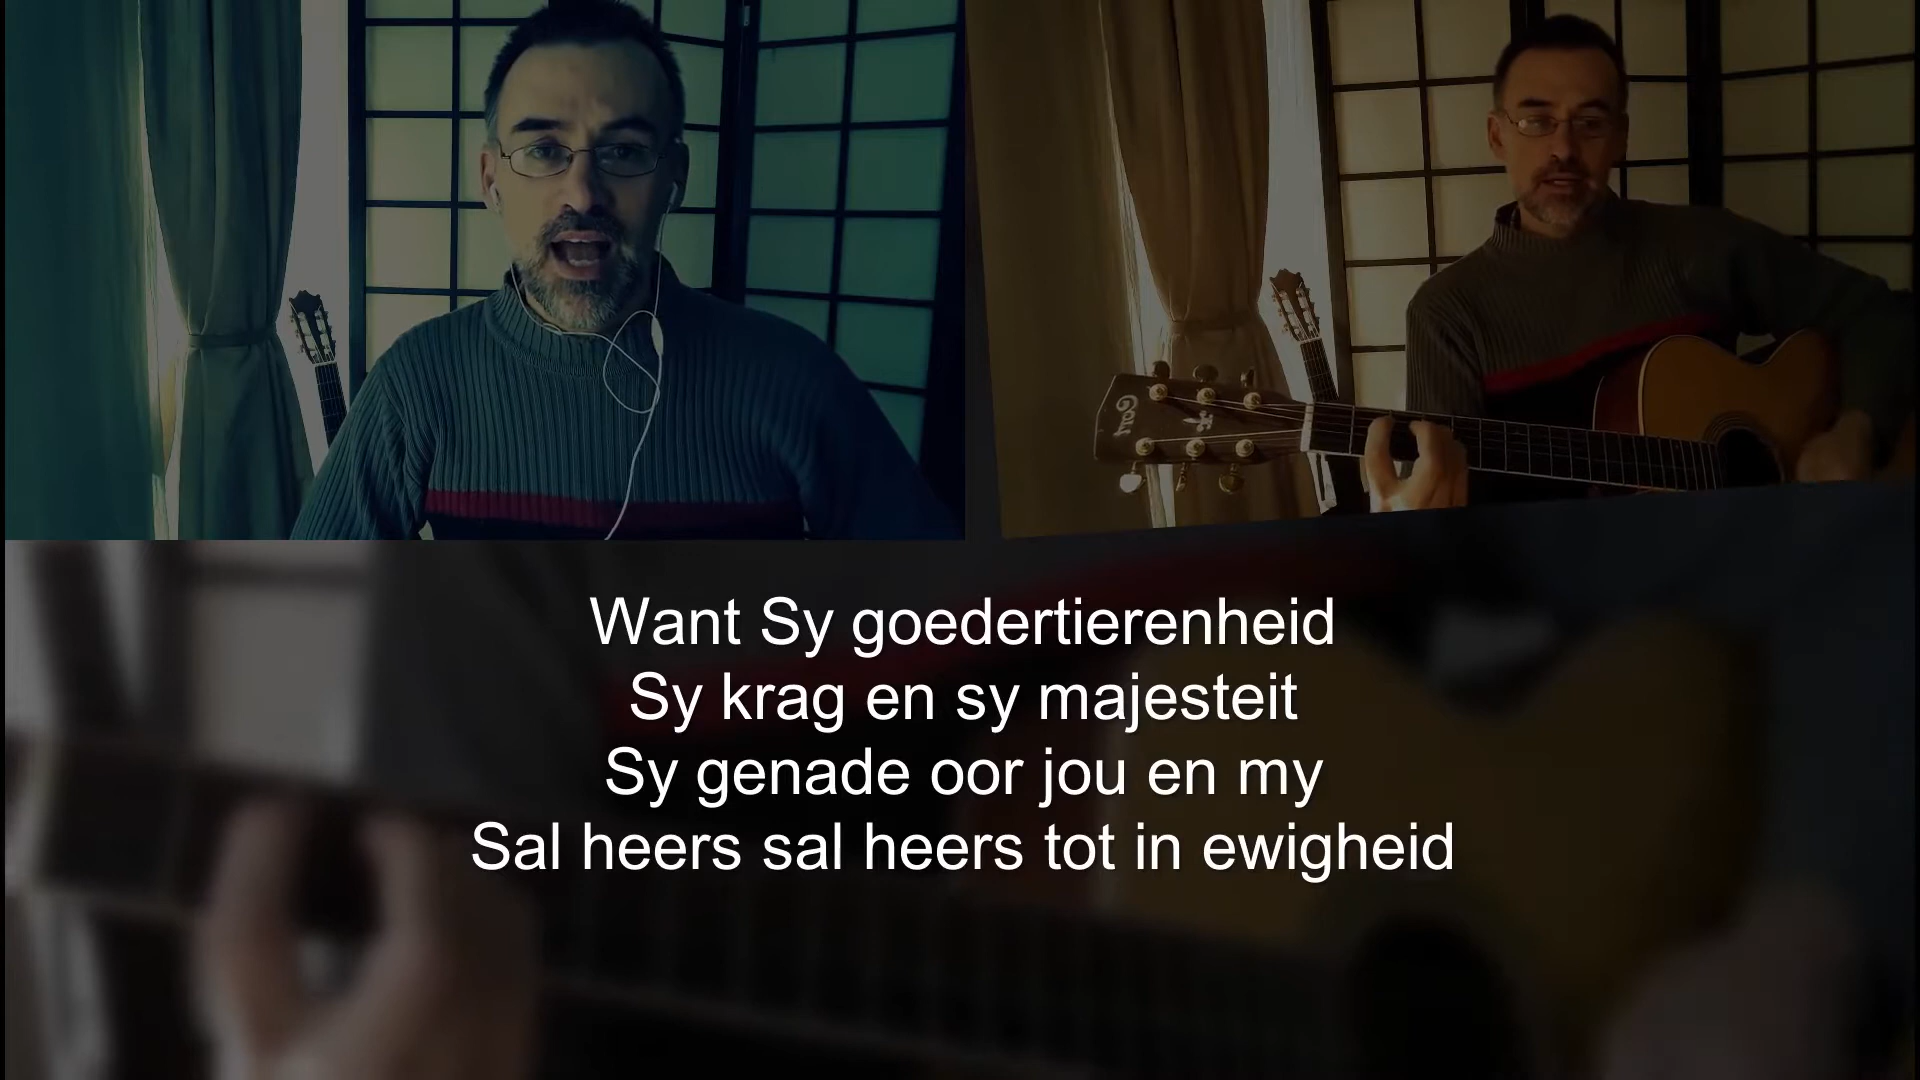 Want Sy goedertierenheid
Sy krag en sy majesteit
Sy genade oor jou en my
Sal heers sal heers tot in ewigheid